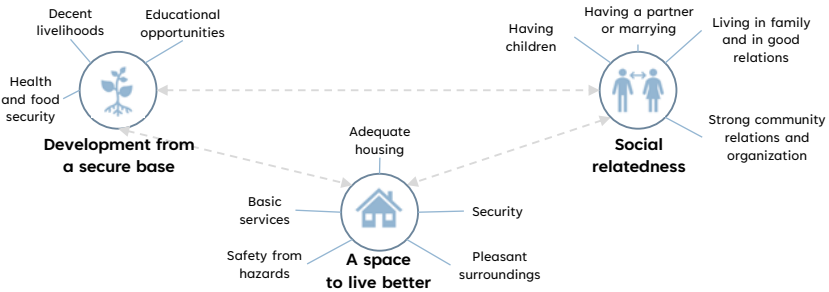 Decent
livelihoods
Educational
opportunities
Health
and food
security
Development from
a secure base
Having
children
Having a partner
or marrying
Living in family
and in good
relations
Strong community
relations and
organization
Social
relatedness
Adequate
housing
Basic
services
Security
Safety from
hazards
Pleasant
surroundings
A space
to live better